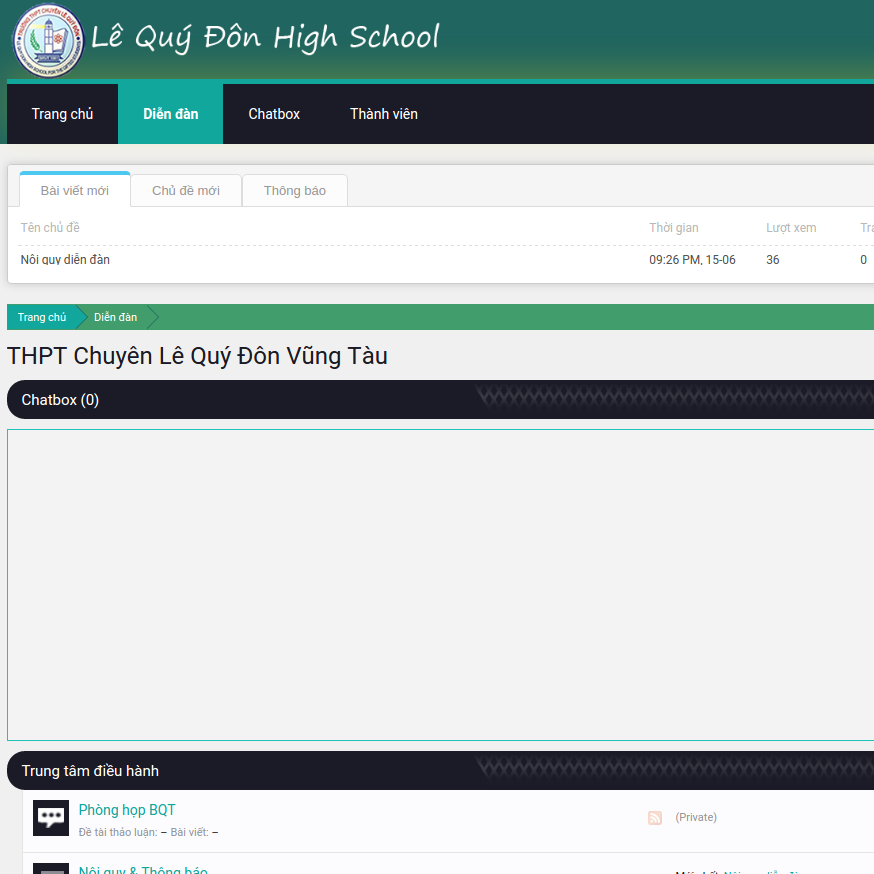 Lê Quý Đôn High School
Trang chủ Diễn đàn Chatbox Thành viên
Bài viết mới Chủ đề mới Thông báo
Tên chủ đề Thời gian Lượt xem
Nội quy diễn đàn 09:26 PM, 15-06 36 0
Trang chủ Diễn đàn
THPT Chuyên Lê Quý Đôn Vũng Tàu
Chatbox (0)
Trung tâm điều hành
Phòng họp BQT
(Private)
Đề tài thảo luận: – Bài viết: –
Nội quy & Thông báo